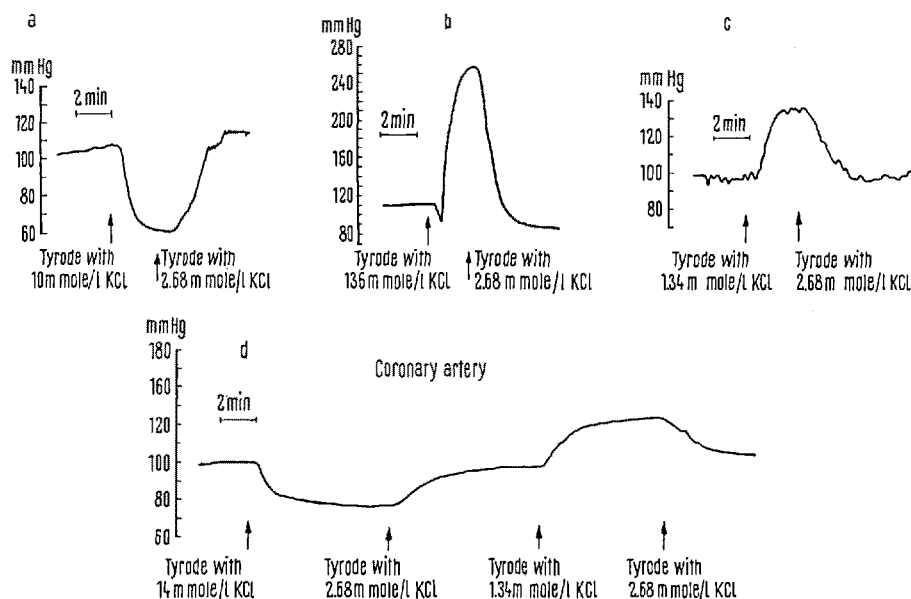 a
mm Hg
140
120
100
80
60
2 min
Tyrode with
10 m mole/l KCl
Tyrode with
2.68 m mole/l KCl
b
mm Hg
280
240
200
160
110
80
2 min
Tyrode with
136 m mole/l KCl
Tyrode with
2.68 m mole/l KCl
c
mm Hg
140
120
100
80
2 min
Tyrode with
1.34 m mole/l KCl
Tyrode with
2.68 m mole/l KCl
d
mm Hg
180
160
120
100
80
60
2 min
Coronary artery
Tyrode with
14 m mole/l KCl
Tyrode with
2.68 m mole/l KCl
Tyrode with
1.34 m mole/l KCl
Tyrode with
2.68 m mole/l KCl